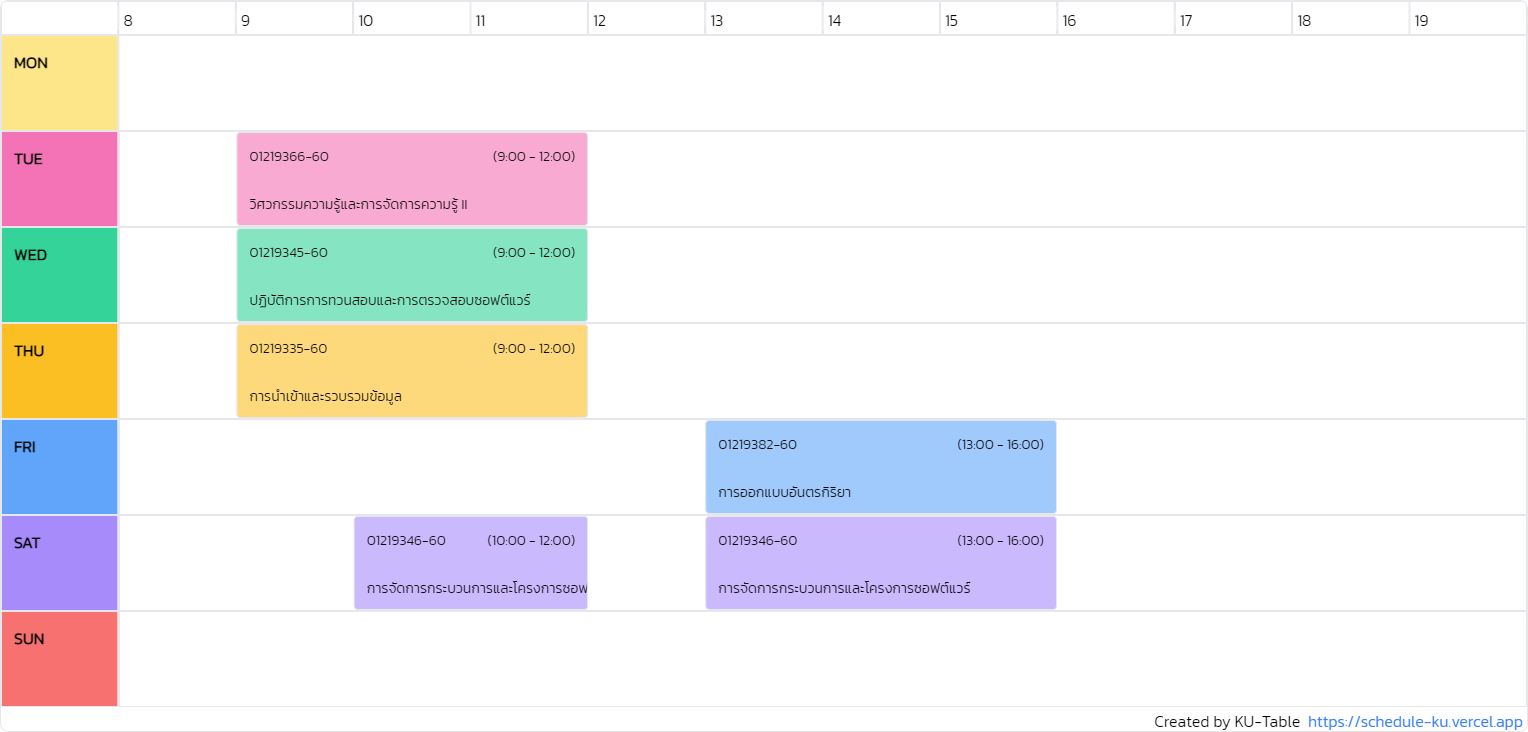 8 9 10 11 12 13 14 15 16 17 18 19
MON
TUE
01219366-60 (9:00 - 12:00)
วิศวกรรมความรู้และการจัดการความรู้ II
WED
01219345-60 (9:00 - 12:00)
ปฏิบัติการการทวนสอบและการตรวจสอบซอฟต์แวร์
THU
01219335-60 (9:00 - 12:00)
การนำเข้าและรวบรวมข้อมูล
FRI
01219382-60 (13:00 - 16:00)
การออกแบบอันตรกิริยา
SAT
01219346-60 (10:00 - 12:00) 01219346-60 (13:00 - 16:00)
การจัดการกระบวนการและโครงการซอฟ การจัดการกระบวนการและโครงการซอฟต์แวร์
SUN
Created by KU-Table https://schedule-ku.vercel.app